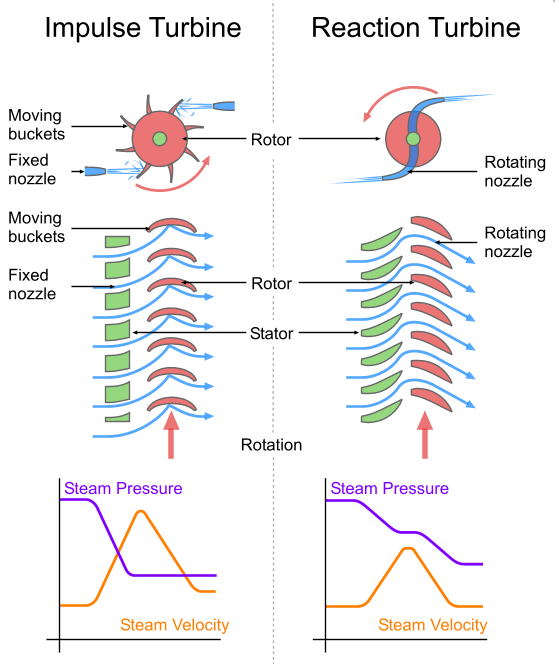 Impulse Turbine
Reaction Turbine
Moving
buckets
Fixed
nozzle
Rotor
Rotating
nozzle
Moving
buckets
Fixed
nozzle
Rotor
Stator
Rotating
nozzle
Rotation
Steam Pressure
Steam Velocity
Steam Pressure
Steam Velocity